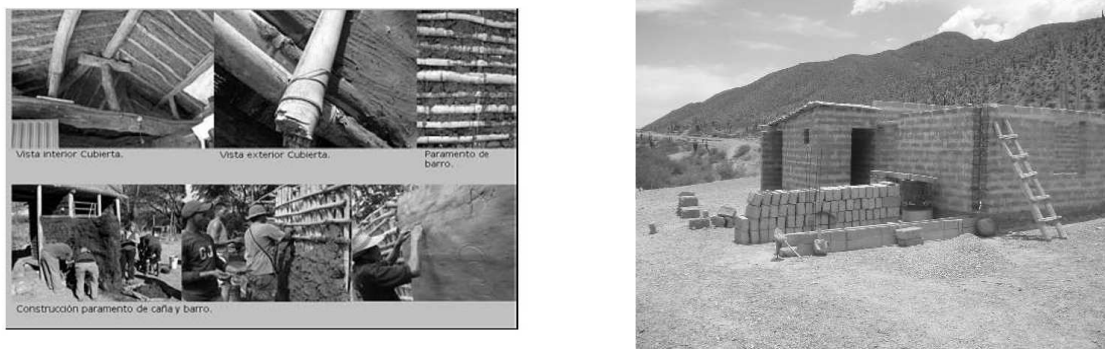 Vista interior Cubierta.
Vista exterior Cubierta.
Paramento de
barro.
Construcción paramento de caña y barro.